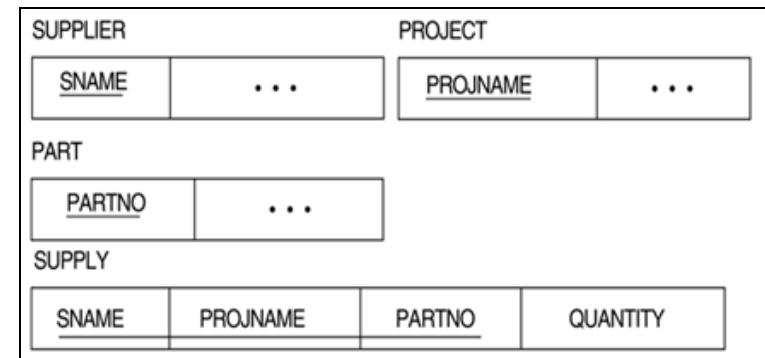 SUPPLIER
PROJECT
SNAME ...
PROJNAME ...
PART
PARTNO ...
SUPPLY
SNAME PROJNAME PARTNO QUANTITY